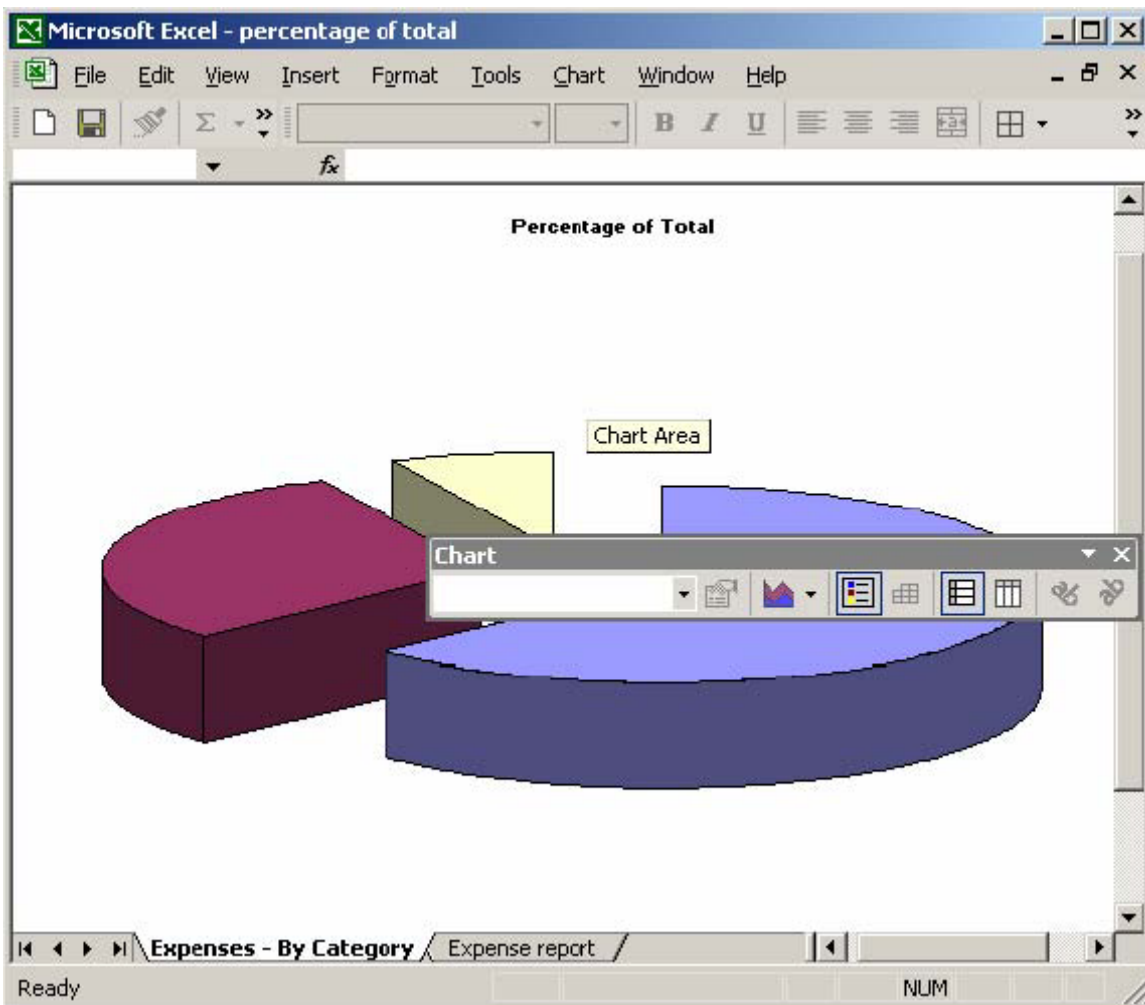 Microsoft Excel - percentage of total
File Edit View Insert Format Tools Chart Window Help
Σ » B I U a »
fx
Percentage of Total
Chart Area
Chart
Expenses - By Category Expense report
Ready NUM